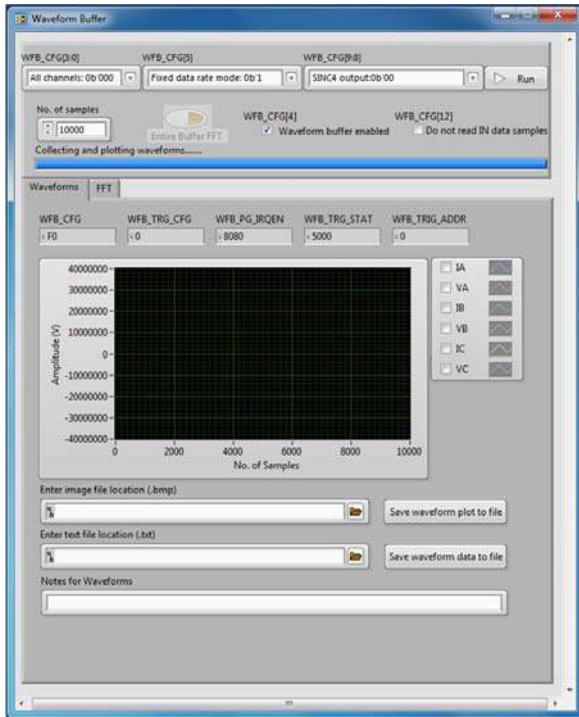 Waveform Buffer
WFB_CFG[3:0] WFB_CFG[5] WFB_CFG[9:8]
All channels: 0b'000 Fixed data rate mode: 0b'1 SINC4 output:0b'00 Run
No. of samples
10000
Entire Buffer FFT
WFB_CFG[4] WFB_CFG[12]
Waveform buffer enabled Do not read IN data samples
Collecting and plotting waveforms......
Waveforms FFT
WFB_CFG WFB_TRG_CFG WFB_PG_IRQEN WFB_TRG_STAT WFB_TRIG_ADDR
F0 0 8080 5000 0
Amplitude (V)
40000000
30000000
20000000
10000000
0
-10000000
-20000000
-30000000
-40000000
0 2000 4000 6000 8000 10000
No. of Samples
IA
VA
IB
VB
IC
VC
Enter image file location (.bmp)
Save waveform plot to file
Enter text file location (.txt)
Save waveform data to file
Notes for Waveforms